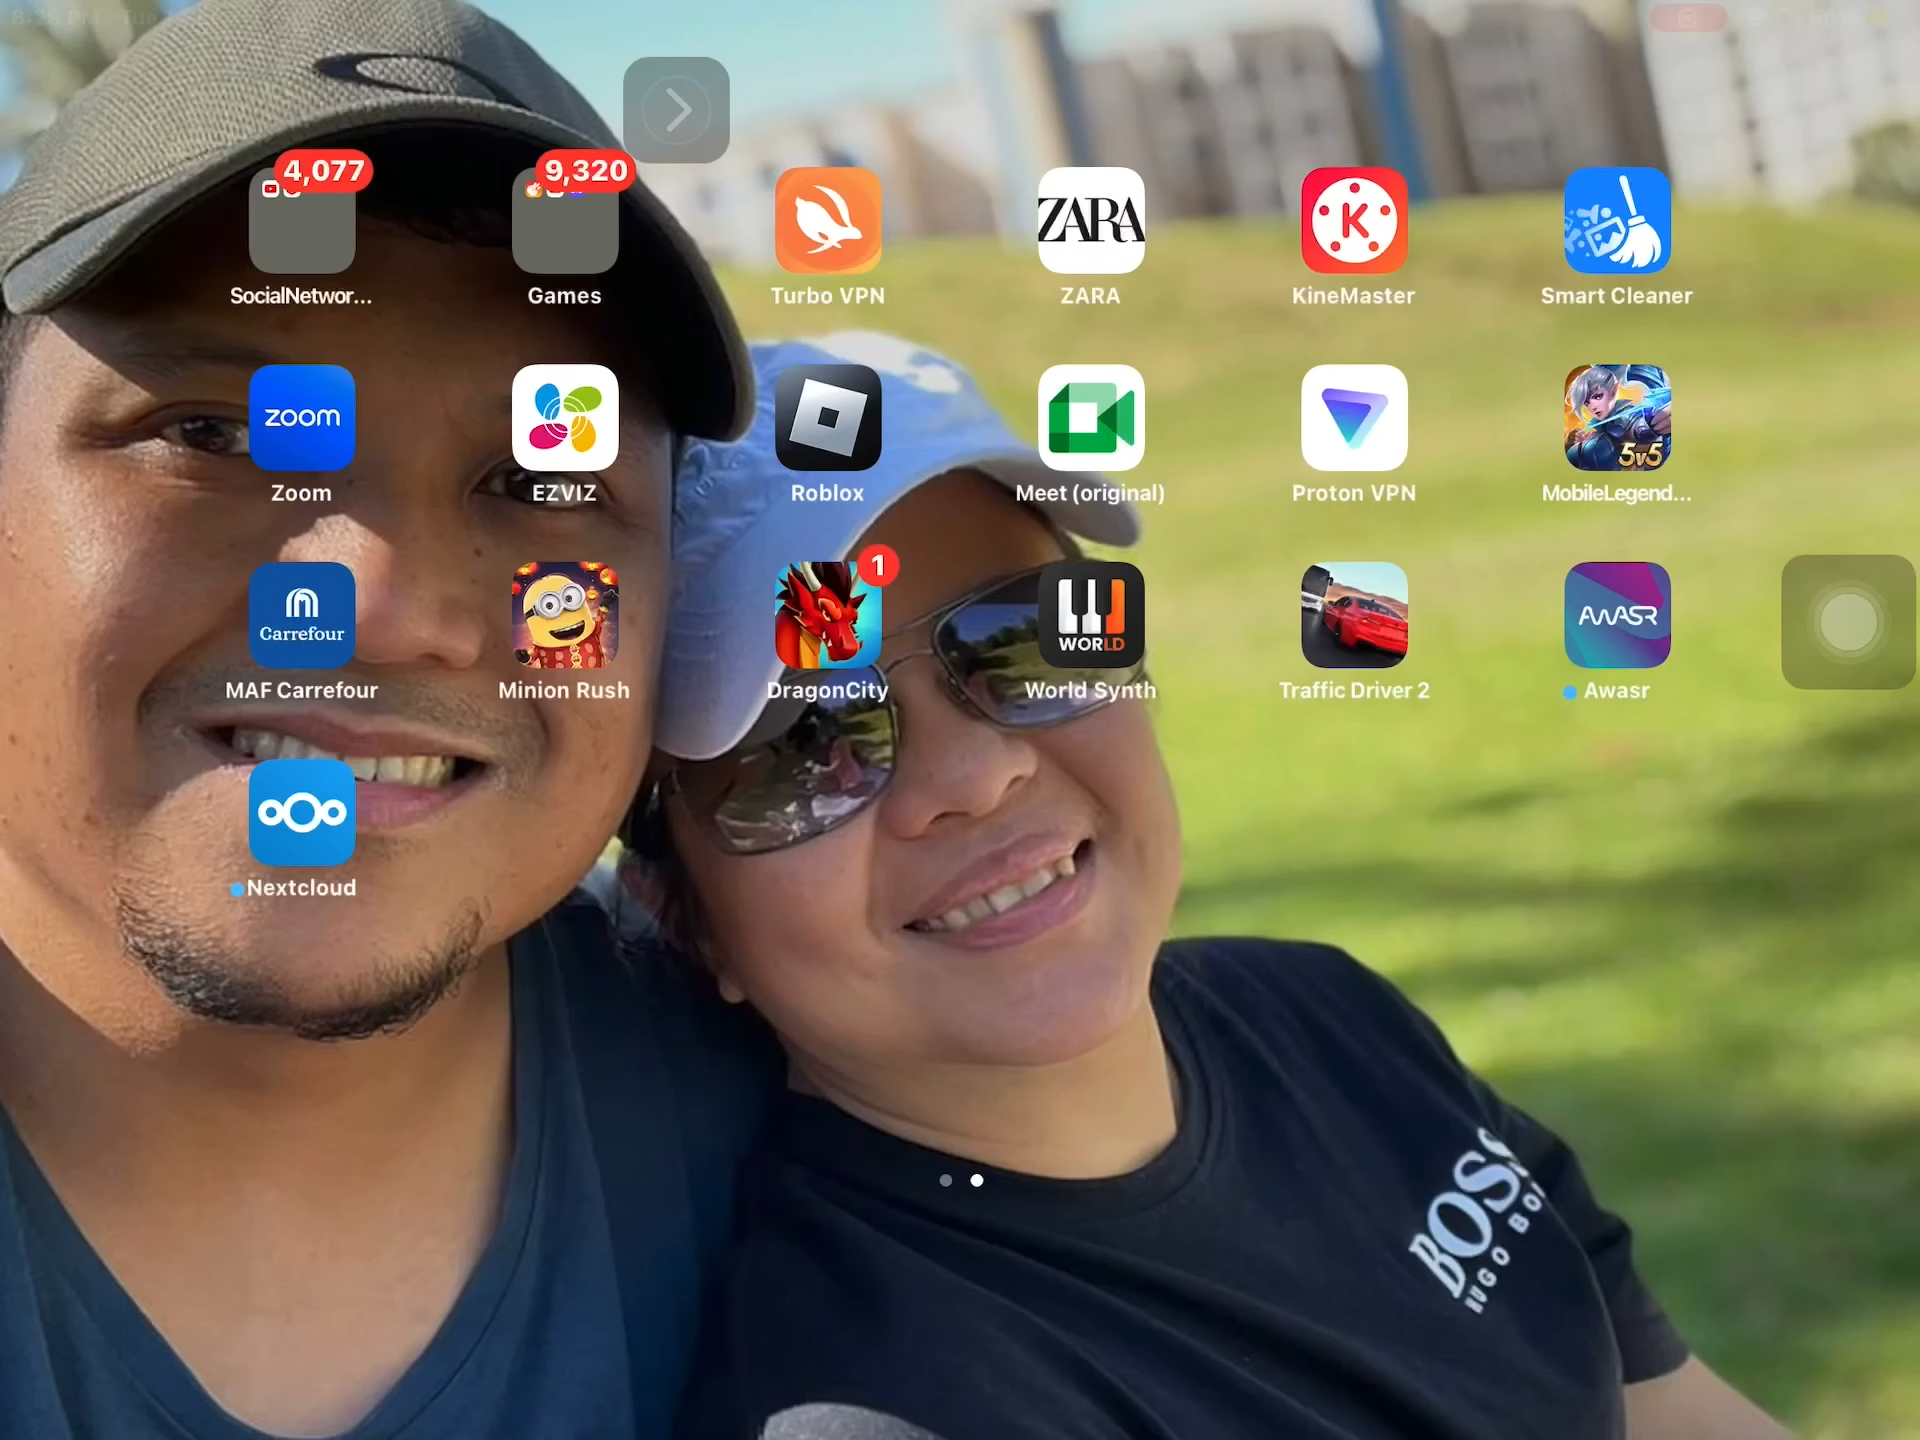 4,077
9,320
ZARA
K
SocialNetwor...
Games
Turbo VPN
ZARA
KineMaster
Smart Cleaner
zoom
5v5
Zoom
EZVIZ
Roblox
Meet (original)
Proton VPN
MobileLegend...
1
Carrefour
WORLD
AWASR
MAF Carrefour
Minion Rush
DragonCity
World Synth
Traffic Driver 2
Awasr
Nextcloud
BOSS
HUGO BOSS